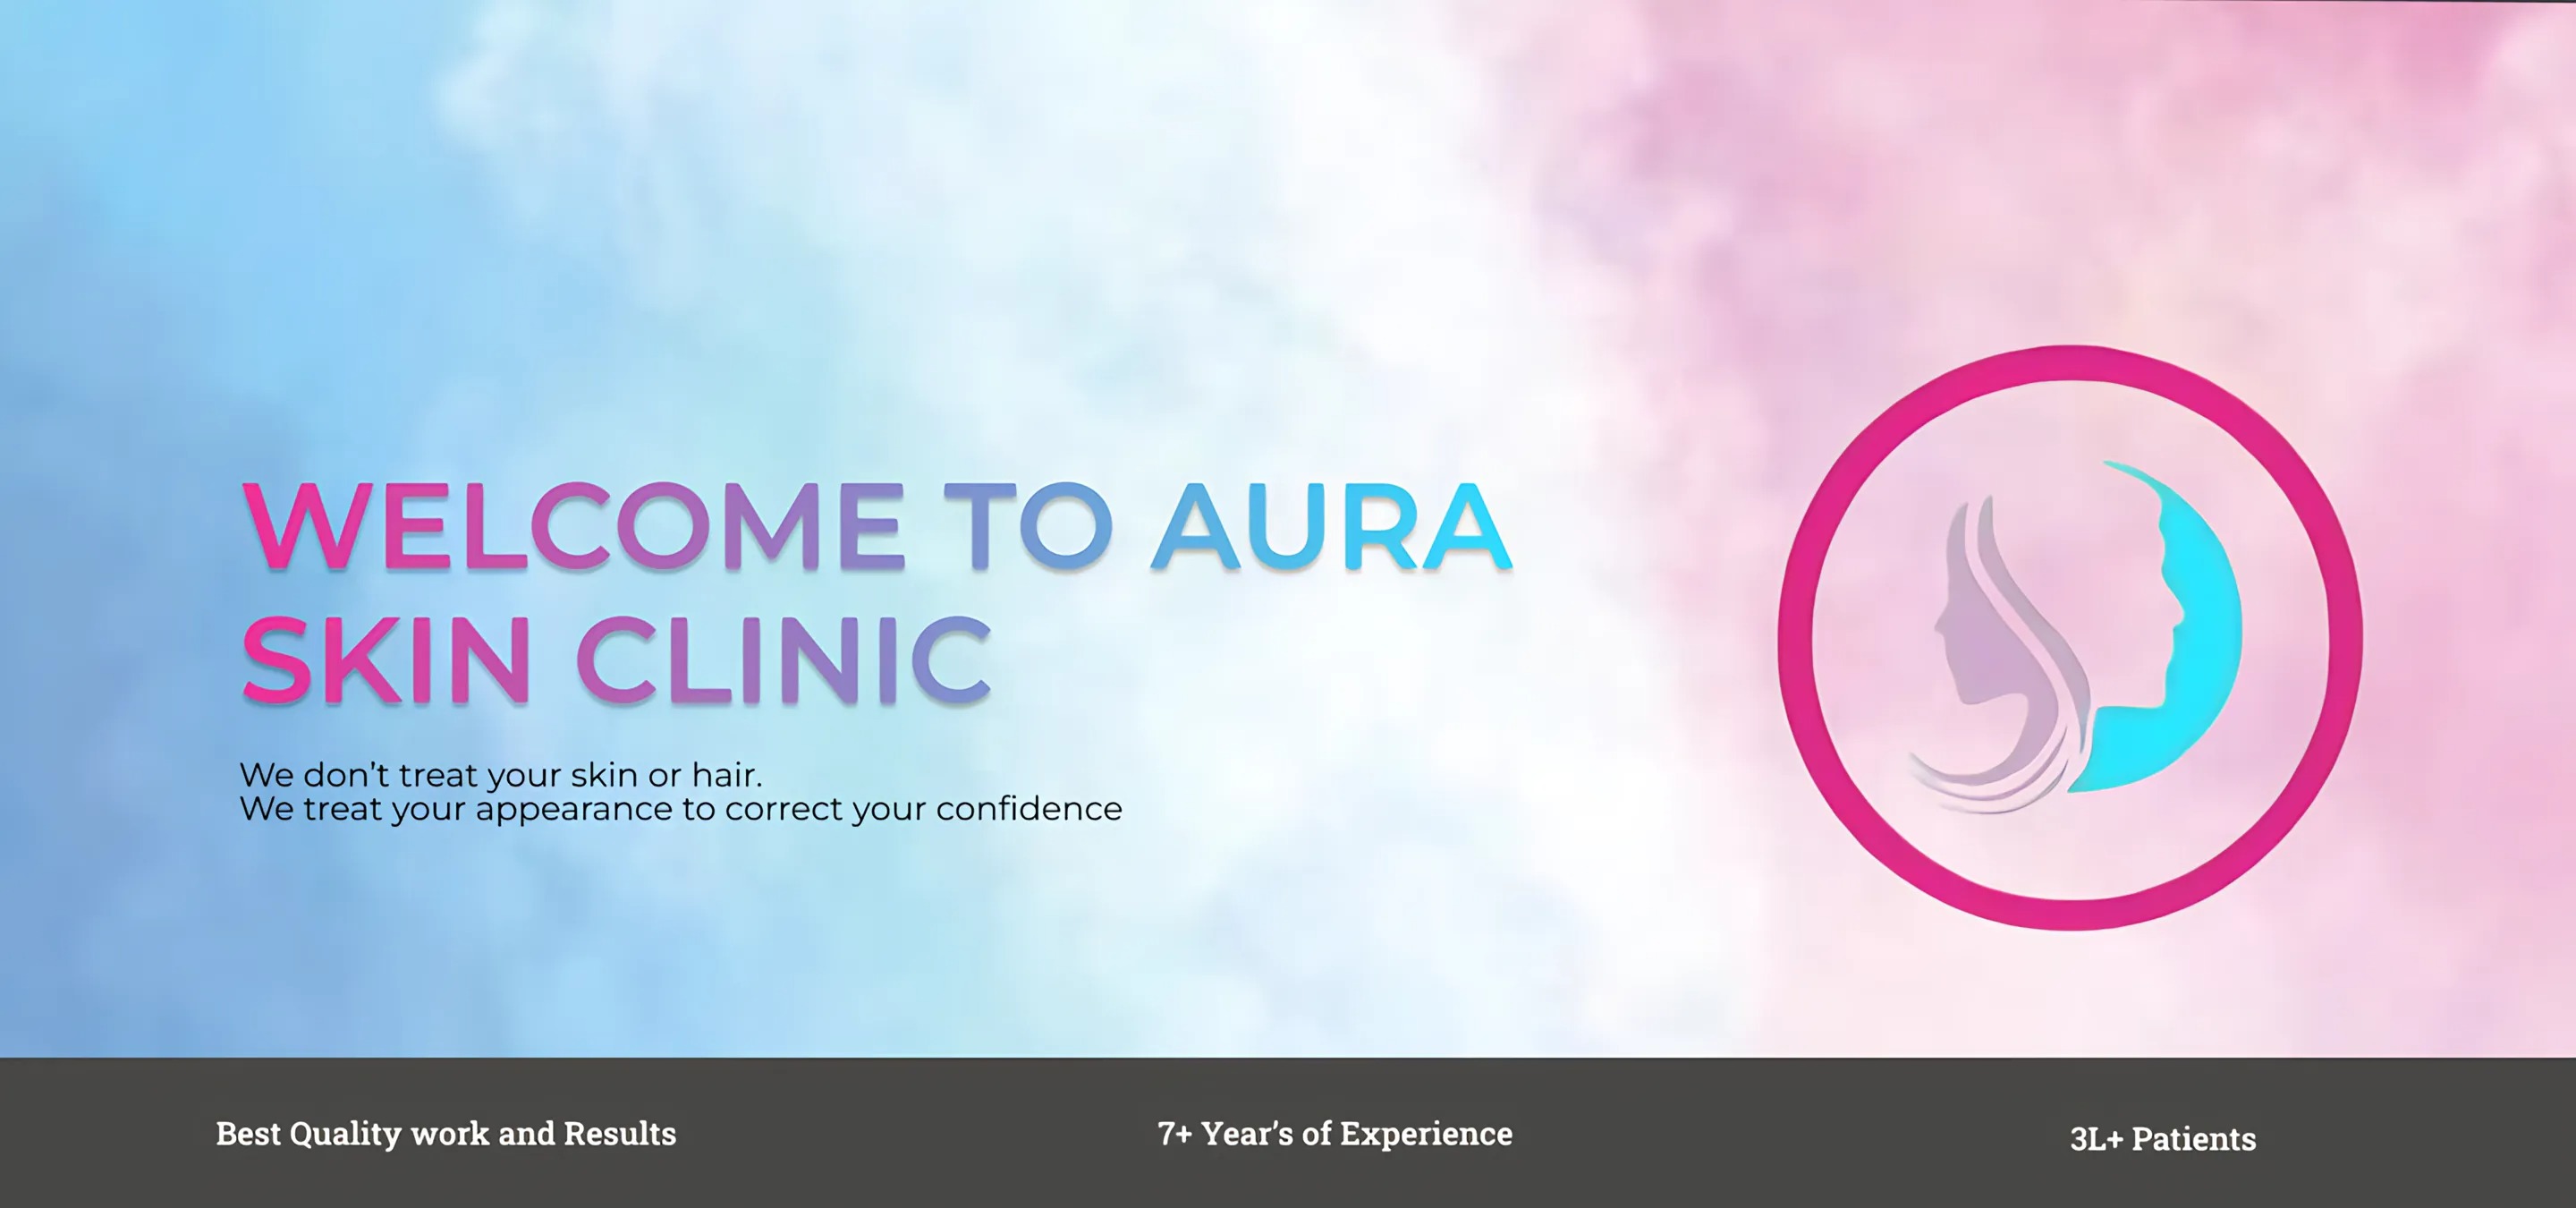 WELCOME TO AURA
SKIN CLINIC
We don't treat your skin or hair.
We treat your appearance to correct your confidence
Best Quality work and Results
7+ Year's of Experience
3L+ Patients